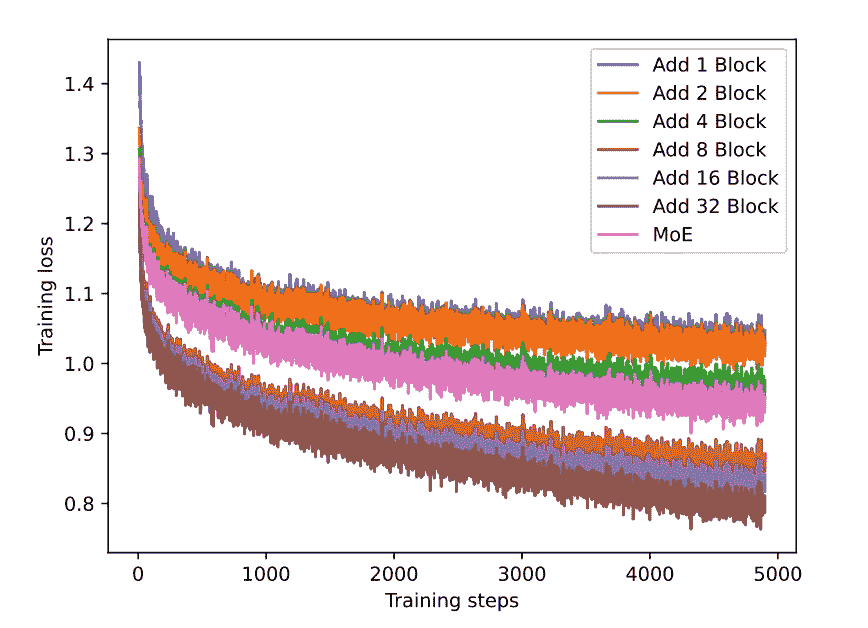 1.4
1.3
1.2
1.1
1.0
0.9
0.8
Training loss
0 1000 2000 3000 4000 5000
Training steps
Add 1 Block
Add 2 Block
Add 4 Block
Add 8 Block
Add 16 Block
Add 32 Block
MoE